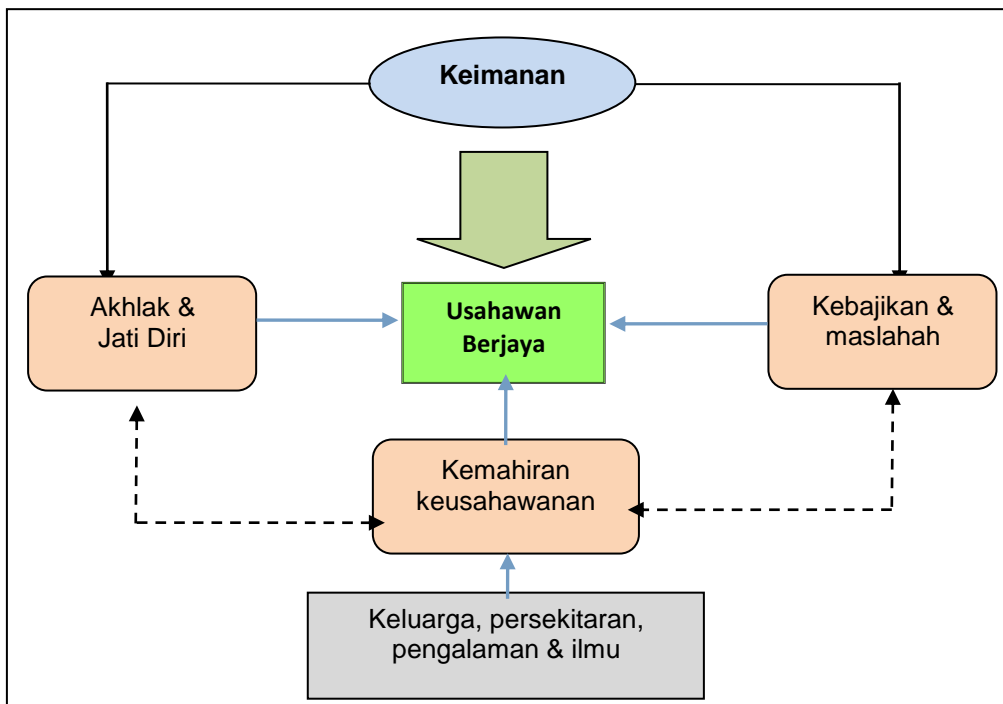 Keimanan
Akhlak &
Jati Diri
Usahawan
Berjaya
Kebajikan &
maslahah
Kemahiran
keusahawanan
Keluarga, persekitaran,
pengalaman & ilmu